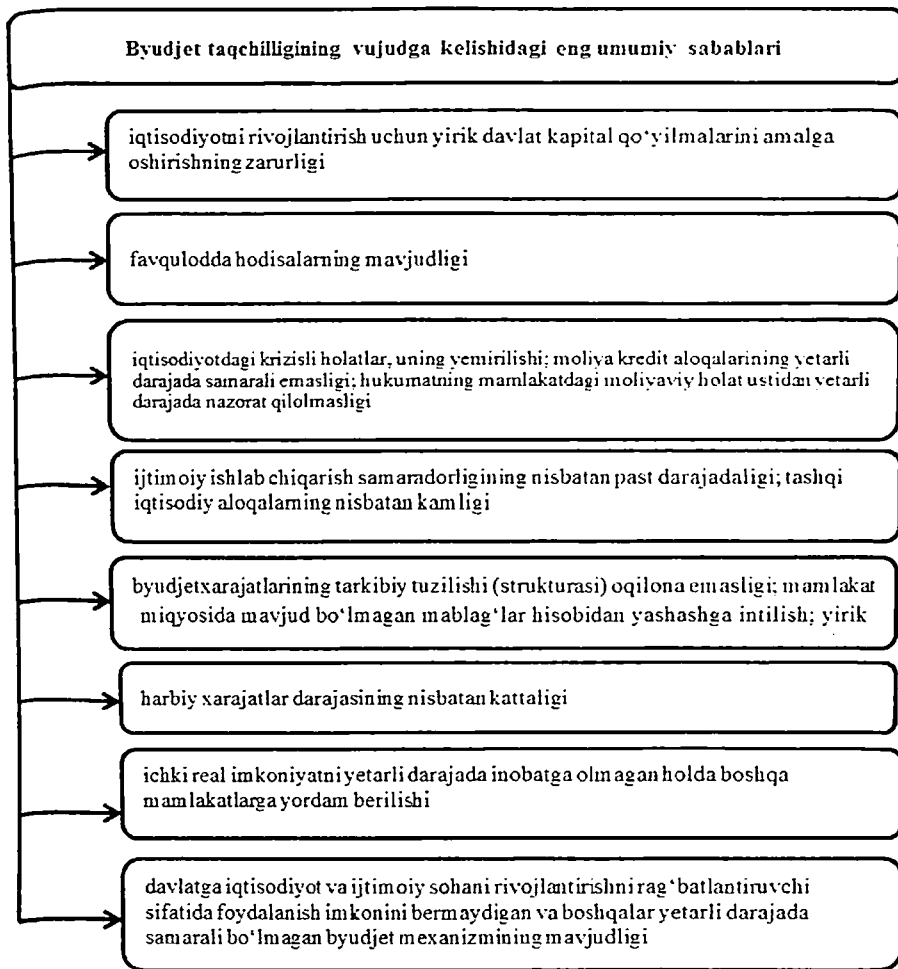 Byudjet taqchilligining vujudga kelishidagi eng umumiy sabablari
iqtisodiyotni rivojlantirish uchun yirik davlat kapital qo‘yilmalarini amalga
oshirishning zarurligi
favqulodda hodisalarning mavjudligi
iqtisodiyotdagi krizisli holatlar, uning yemirilishi; moliya kredit aloqalarining yetarli
darajada samarali emasligi; hukumatning mamlakatdagi moliyaviy holat ustidan yetarli
darajada nazorat qilolmasligi
ijtimoiy ishlab chiqarish samaradorligining nisbatan past darajadaligi; tashqi
iqtisodiy aloqalarning nisbatan kamligi
byudjetxarajatlarining tarkibiy tuzilishi (strukturasi) oqilona emasligi; mamlakat
miqyosida mavjud bo‘lmagan mablag‘lar hisobidan yashashga intilish; yirik
harbiy xarajatlar darajasining nisbatan kattaligi
ichki real imkoniyatni yetarli darajada inobatga olmagan holda boshqa
mamlakatlarga yordam berilishi
davlatga iqtisodiyot va ijtimoiy sohani rivojlantirishni rag‘batlantiruvchi
sifatida foydalanish imkonini bermaydigan va boshqalar yetarli darajada
samarali bo‘lmagan byudjet mexanizmining mavjudligi